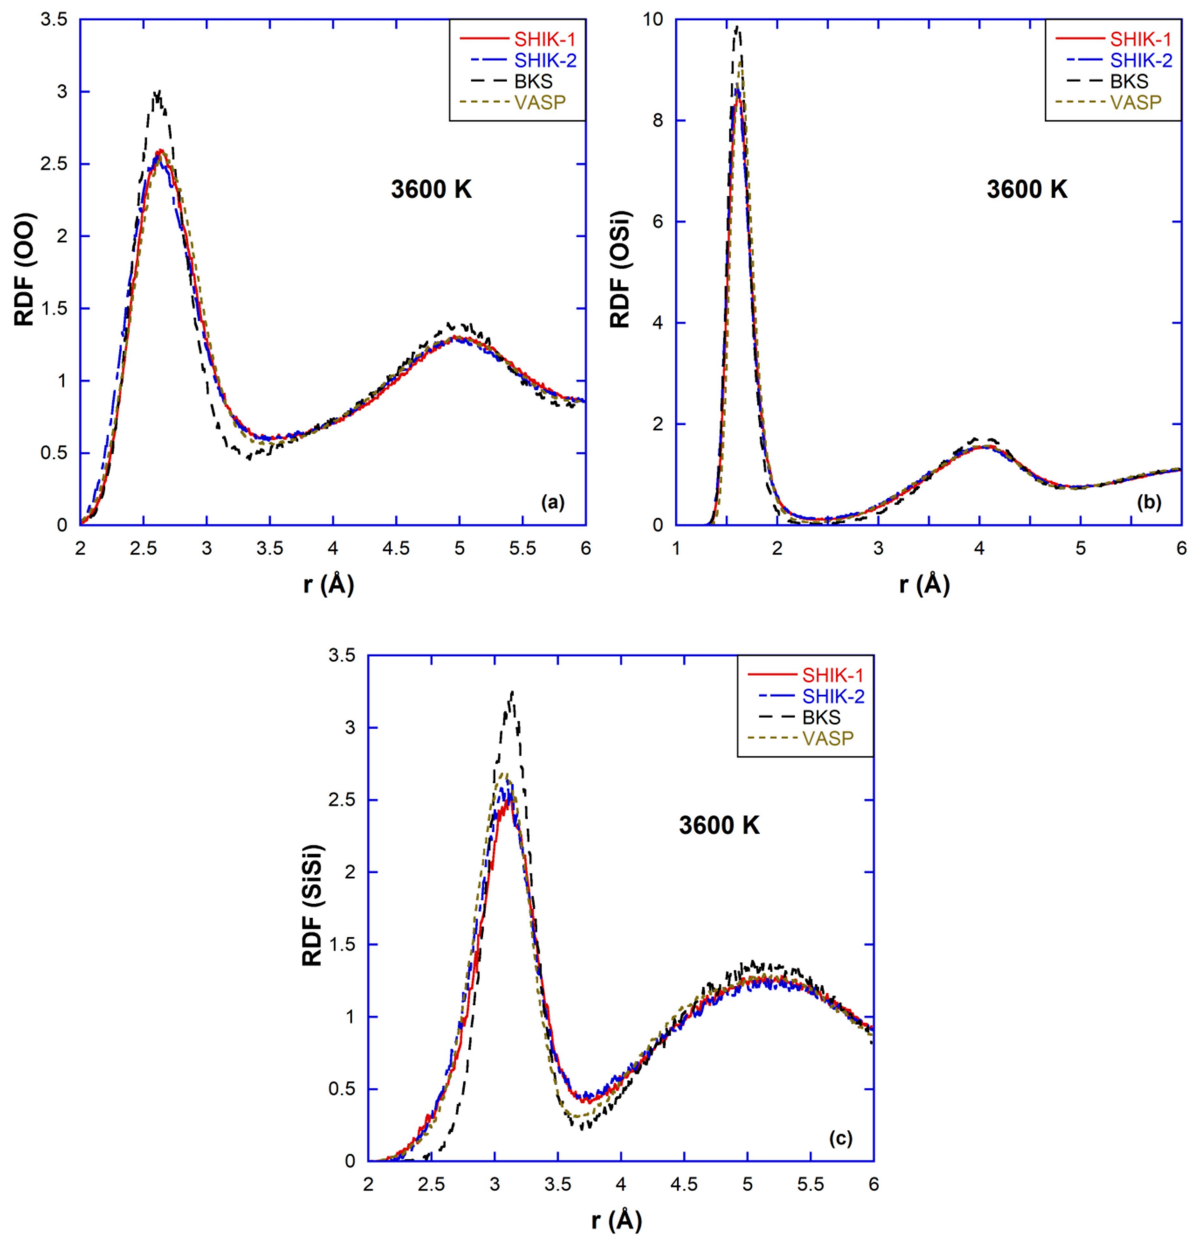 3.5
3
2.5
2
1.5
1
0.5
0
RDF (OO)
SHIK-1
SHIK-2
BKS
VASP
3600 K
(a)
2 2.5 3 3.5 4 4.5 5 5.5 6
r (Å)
10
8
6
4
2
0
RDF (OSi)
SHIK-1
SHIK-2
BKS
VASP
3600 K
(b)
1 2 3 4 5 6
r (Å)
3.5
3
2.5
2
1.5
1
0.5
0
RDF (SiSi)
SHIK-1
SHIK-2
BKS
VASP
3600 K
(c)
2 2.5 3 3.5 4 4.5 5 5.5 6
r (Å)